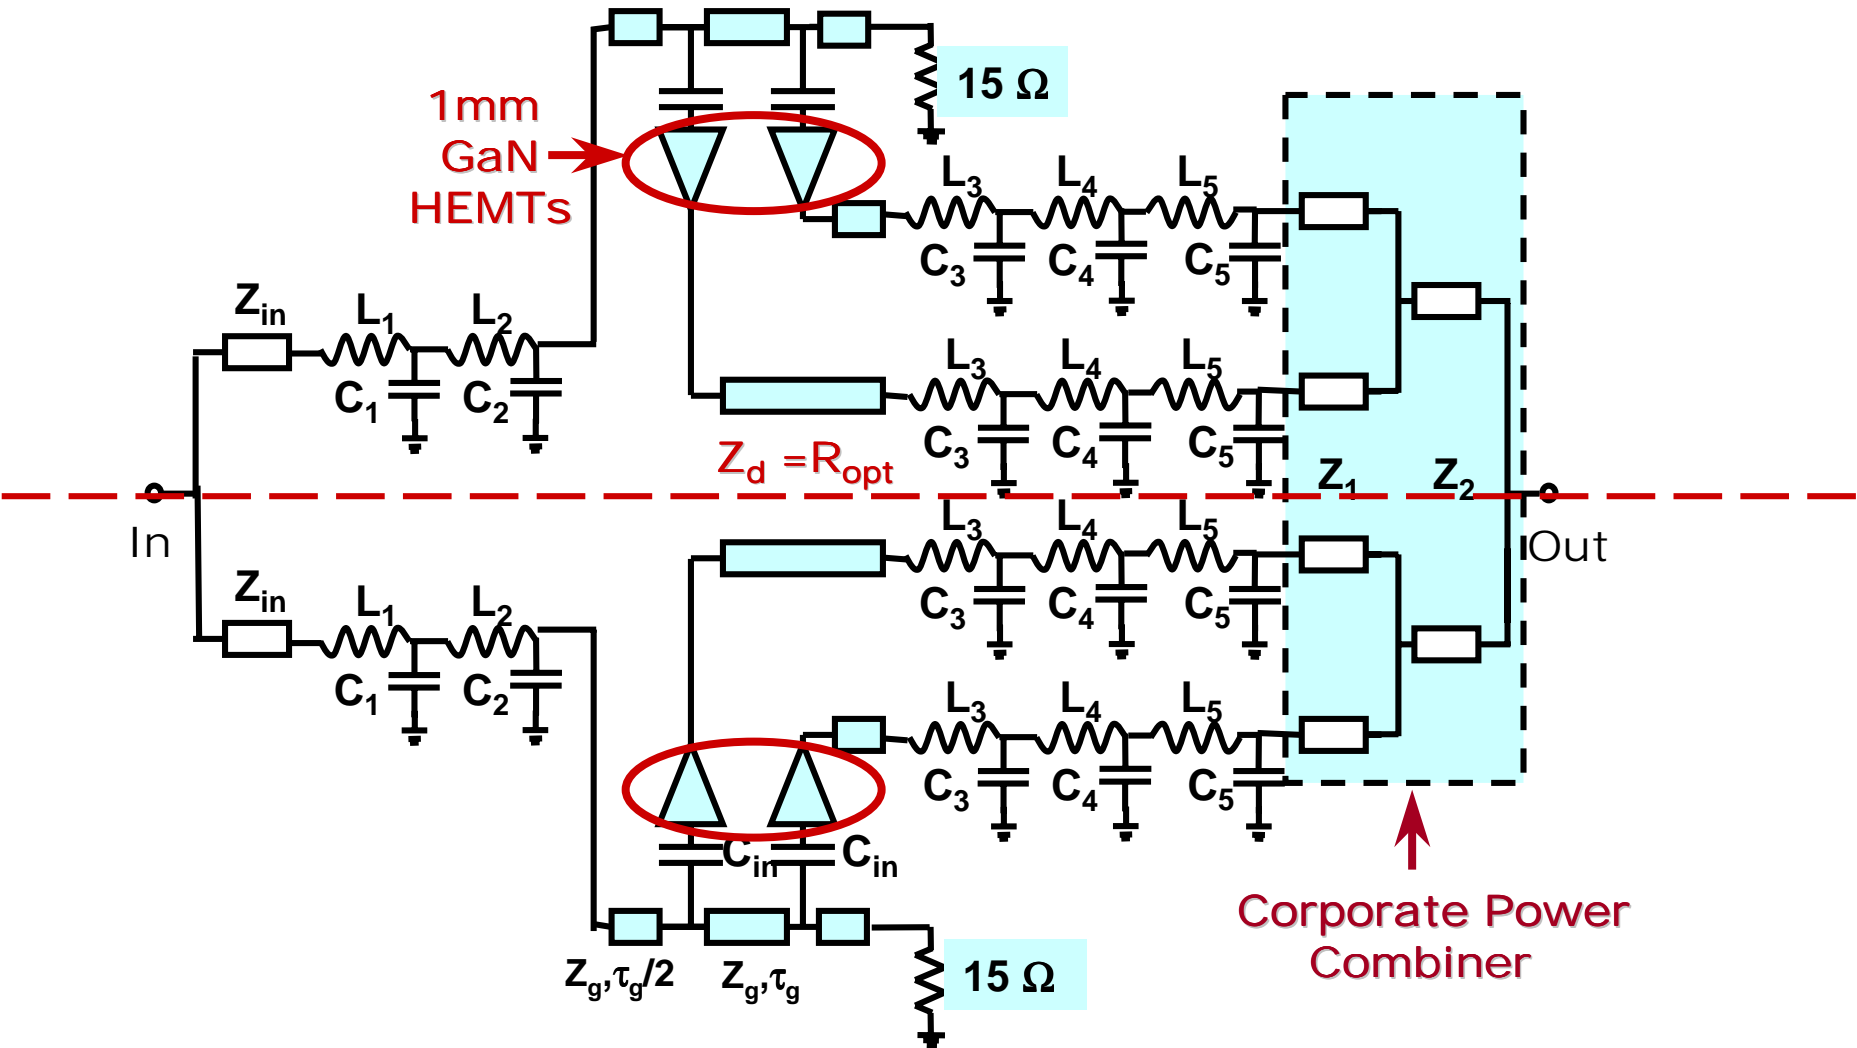 15 Ω
1mm
GaN
HEMTs
L3 L4 L5
C3 C4 C5
Zin L1 L2
C1 C2
L3 L4 L5
C3 C4 C5
Zd =Ropt
Z1 Z2
In
Out
L3 L4 L5
C3 C4 C5
Zin L1 L2
C1 C2
L3 L4 L5
C3 C4 C5
Cin Cin
Corporate Power
Combiner
Zg,τg/2 Zg,τg
15 Ω